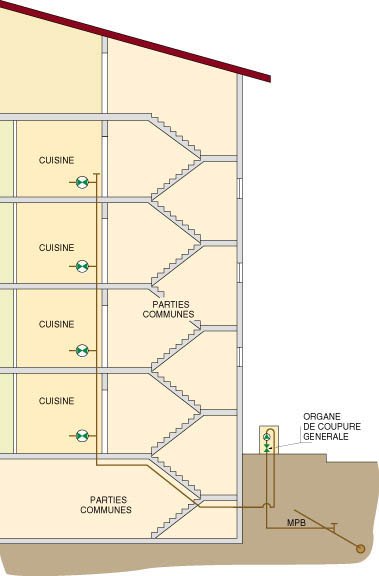 CUISINE
CUISINE
PARTIES
COMMUNES
CUISINE
CUISINE
ORGANE
DE COUPURE
GENERALE
PARTIES
COMMUNES
MPB